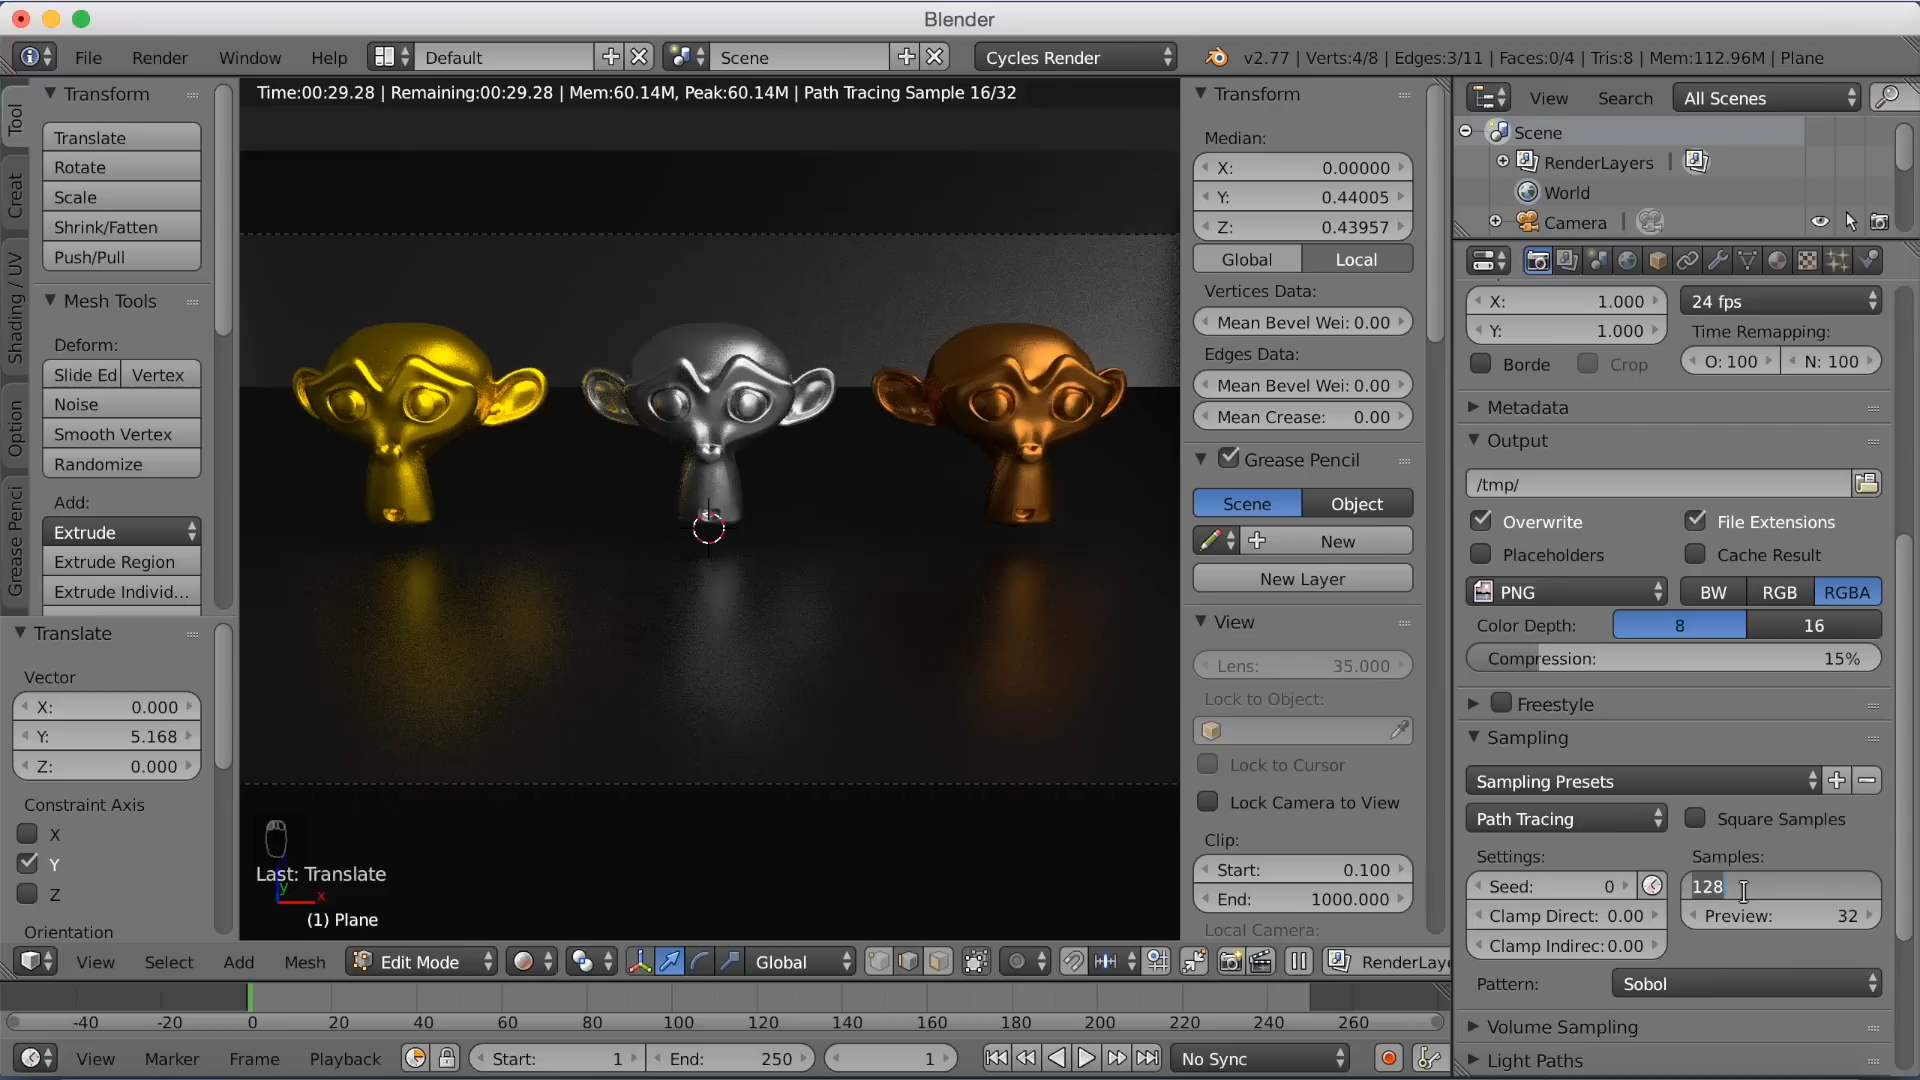 Blender
File Render Window Help Default Scene Cycles Render v2.77 | Verts:4/8 | Edges:3/11 | Faces:0/4 | Tris:8 | Mem:112.96M | Plane
Tool
Creat
Shading / UV
Option
Grease Penci
Transform
Translate
Rotate
Scale
Shrink/Fatten
Push/Pull
Mesh Tools
Deform:
Slide Ed Vertex
Noise
Smooth Vertex
Randomize
Add:
Extrude
Extrude Region
Extrude Individ...
Translate
Vector
X: 0.000
Y: 5.168
Z: 0.000
Constraint Axis
X
Y
Z
Orientation
Time:00:29.28 | Remaining:00:29.28 | Mem:60.14M, Peak:60.14M | Path Tracing Sample 16/32
Last: Translate
y
x
(1) Plane
Transform
Median:
X: 0.00000
Y: 0.44005
Z: 0.43957
Global Local
Vertices Data:
Mean Bevel Wei: 0.00
Edges Data:
Mean Bevel Wei: 0.00
Mean Crease: 0.00
Grease Pencil
Scene Object
New
New Layer
View
Lens: 35.000
Lock to Object:
Lock to Cursor
Lock Camera to View
Clip:
Start: 0.100
End: 1000.000
Local Camera:
View Search All Scenes
Scene
RenderLayers |
World
Camera |
X: 1.000 24 fps
Y: 1.000 Time Remapping:
Borde Crop O: 100 N: 100
Metadata
Output
/tmp/
Overwrite File Extensions
Placeholders Cache Result
PNG BW RGB RGBA
Color Depth: 8 16
Compression: 15%
Freestyle
Sampling
Sampling Presets
Path Tracing Square Samples
Settings: Samples:
Seed: 0 128
Clamp Direct: 0.00 Preview: 32
Clamp Indirec: 0.00
Pattern: Sobol
Volume Sampling
Light Paths
View Select Add Mesh Edit Mode Global RenderLaye
-40 -20 0 20 40 60 80 100 120 140 160 180 200 220 240 260
View Marker Frame Playback Start: 1 End: 250 1 No Sync